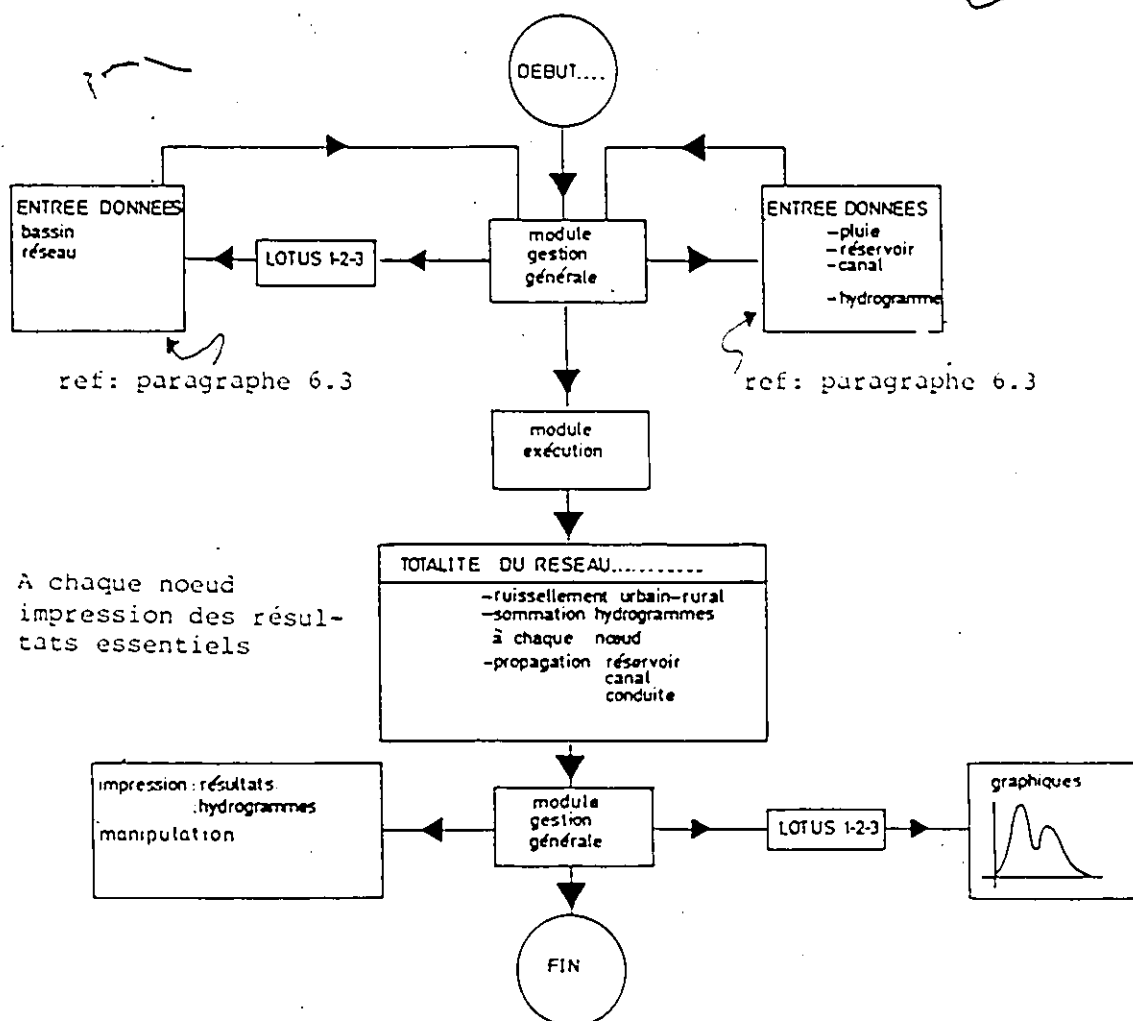 DEBUT....
ENTREE DONNEES
bassin
réseau
LOTUS 1-2-3
module
gestion
générale
ENTREE DONNEES
-pluie
-réservoir
-canal
-hydrogramme
ref: paragraphe 6.3
ref: paragraphe 6.3
module
exécution
A chaque noeud
impression des résul-
tats essentiels
TOTALITE DU RESEAU............
-ruissellement urbain-rural
-sommation hydrogrammes
à chaque nœud
-propagation réservoir
canal
conduite
impression : résultats
:hydrogrammes
manipulation
module
gestion
générale
LOTUS 1-2-3
graphiques
FIN